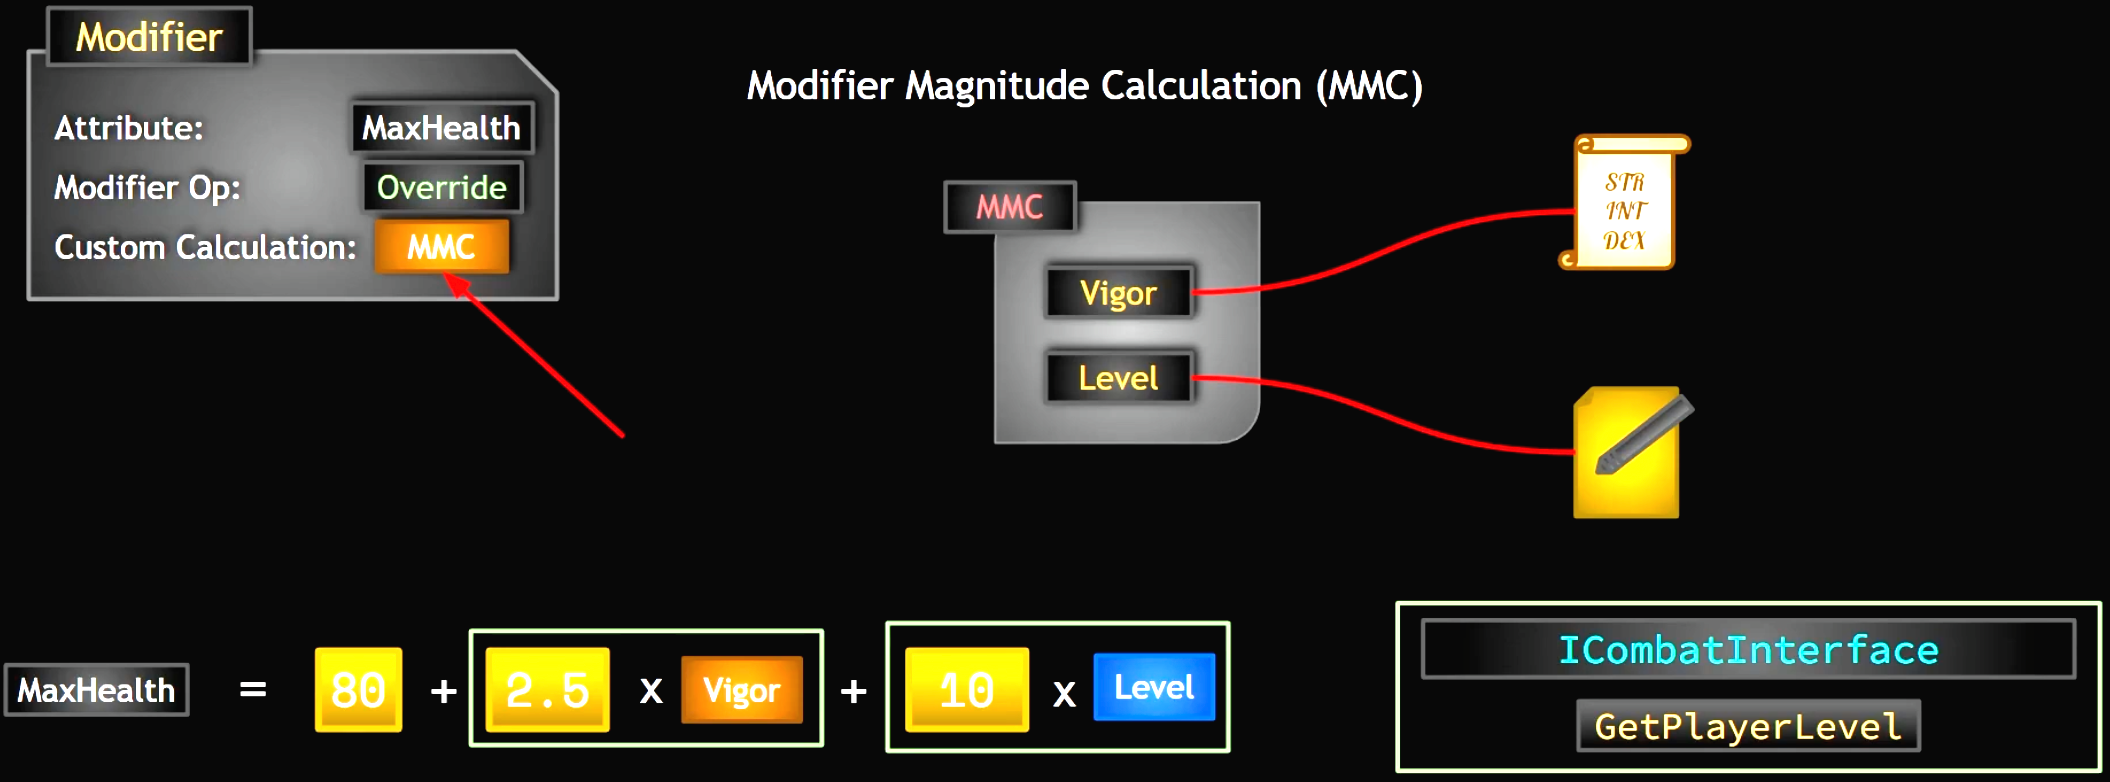 Modifier
Attribute: MaxHealth
Modifier Op: Override
Custom Calculation: MMC
Modifier Magnitude Calculation (MMC)
MMC
Vigor
Level
STR
INT
DEX
MaxHealth = 80 + 2.5 x Vigor + 10 x Level
ICombatInterface
GetPlayerLevel